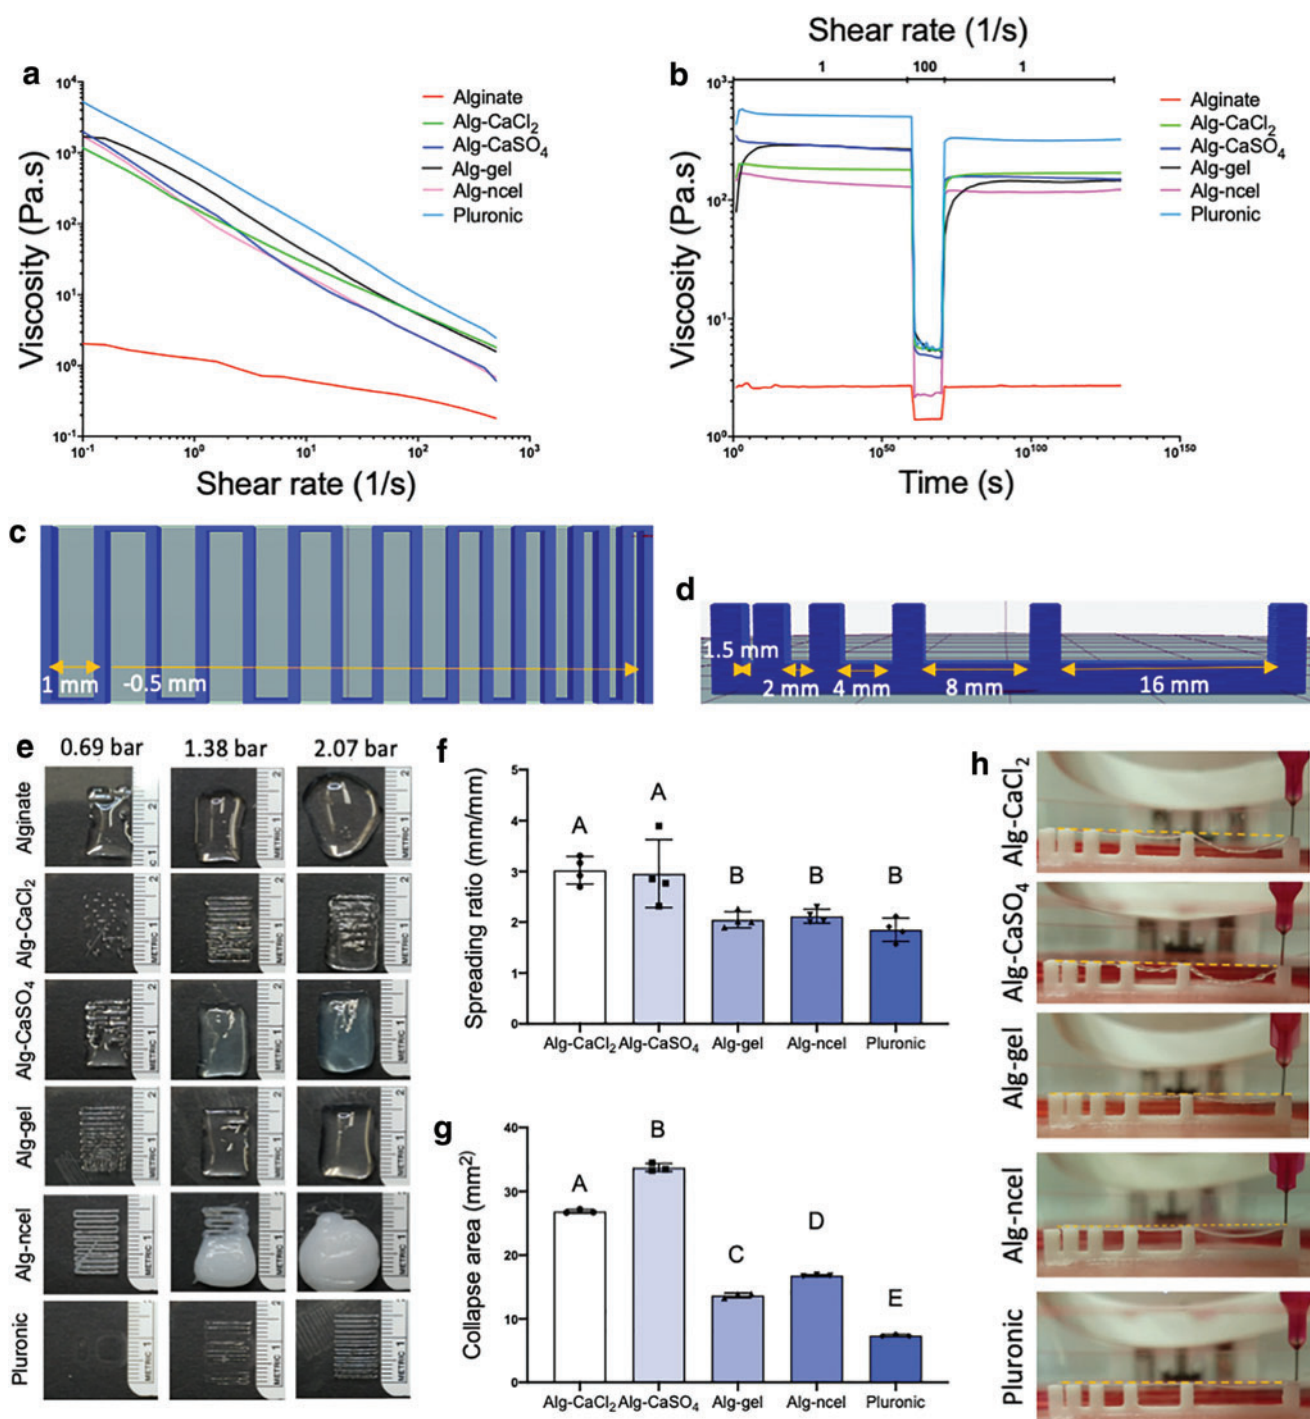 Shear rate (1/s)
a
b
1
100
1
10⁴
10³
10²
10¹
10⁰
10⁻¹
Viscosity (Pa.s)
10⁻¹
10⁰
10¹
10²
10³
Shear rate (1/s)
Alginate
Alg-CaCl₂
Alg-CaSO₄
Alg-gel
Alg-ncel
Pluronic
10³
10²
10¹
10⁰
Viscosity (Pa.s)
10⁰
10⁵⁰
10¹⁰⁰
10¹⁵⁰
Time (s)
Alginate
Alg-CaCl₂
Alg-CaSO₄
Alg-gel
Alg-ncel
Pluronic
c
1 mm
-0.5 mm
d
1.5 mm
2 mm
4 mm
8 mm
16 mm
e
0.69 bar
1.38 bar
2.07 bar
Alginate
Alg-CaCl₂
Alg-CaSO₄
Alg-gel
Alg-ncel
Pluronic
f
Spreading ratio (mm/mm)
5
4
3
2
1
0
A
A
B
B
B
Alg-CaCl₂
Alg-CaSO₄
Alg-gel
Alg-ncel
Pluronic
g
Collapse area (mm²)
40
30
20
10
0
A
B
C
D
E
Alg-CaCl₂
Alg-CaSO₄
Alg-gel
Alg-ncel
Pluronic
h
Alg-CaCl₂
Alg-CaSO₄
Alg-gel
Alg-ncel
Pluronic